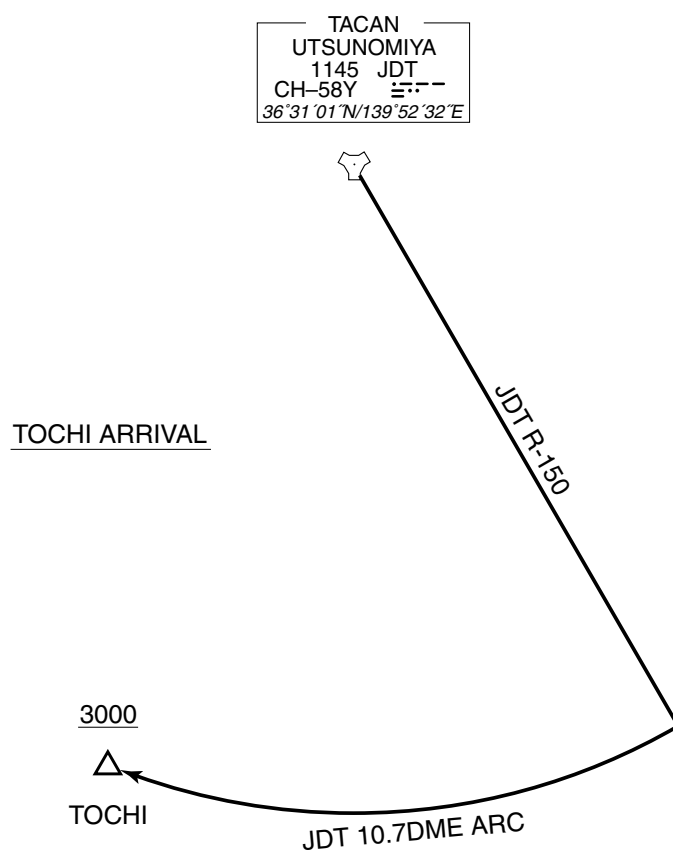 TACAN
UTSUNOMIYA
1145 JDT
CH–58Y
36°31´01˝N/139°52´32˝E
JDT R-150
TOCHI ARRIVAL
3000
TOCHI
JDT 10.7DME ARC